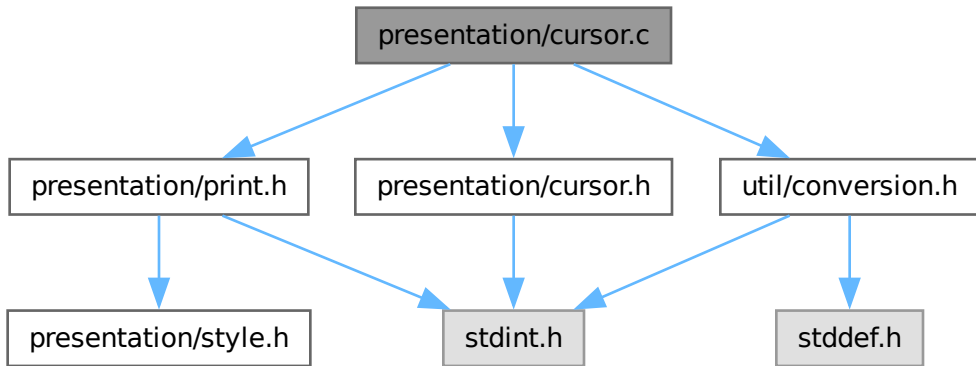 presentation/cursor.c
presentation/print.h
presentation/cursor.h
util/conversion.h
presentation/style.h
stdint.h
stddef.h